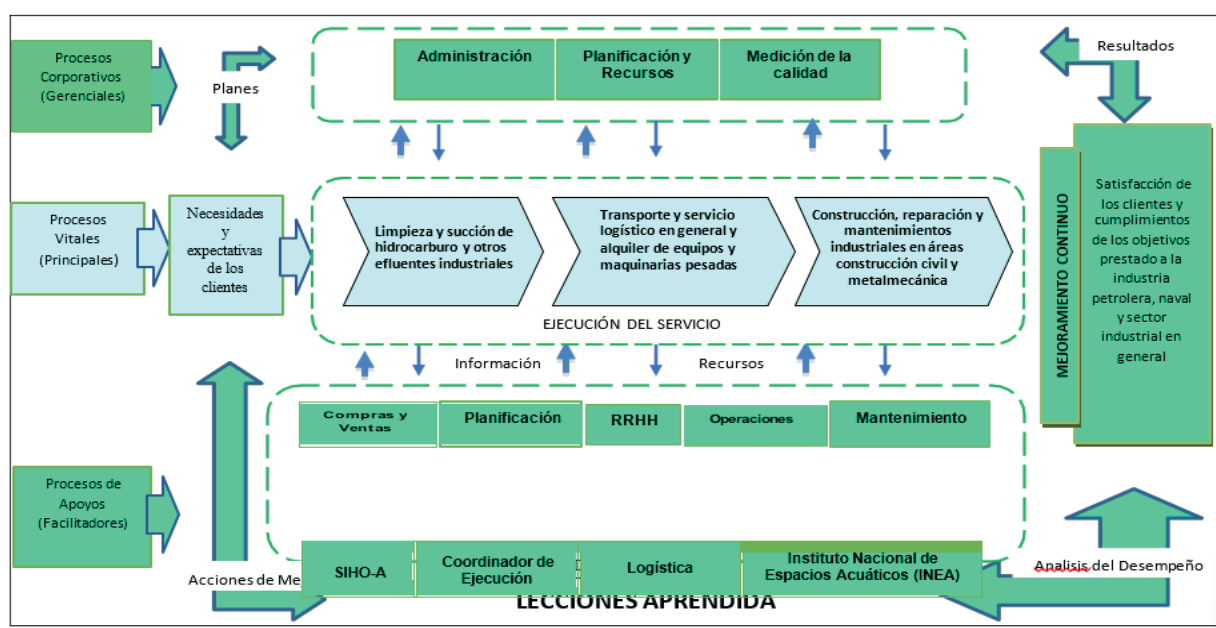 Procesos
Corporativos
(Gerenciales)
Planes
Administración
Planificación y
Recursos
Medición de la
calidad
Resultados
Procesos
Vitales
(Principales)
Necesidades
y
expectativas
de los
clientes
Limpieza y succión de
hidrocarburo y otros
efluentes industriales
Transporte y servicio
logístico en general y
alquiler de equipos y
maquinarias pesadas
Construcción, reparación y
mantenimientos
industriales en áreas
construcción civil y
metalmecánica
EJECUCIÓN DEL SERVICIO
MEJORAMIENTO CONTINUO
Satisfacción de
los clientes y
cumplimientos
de los objetivos
prestado a la
industria
petrolera, naval
y sector
industrial en
general
Información
Recursos
Procesos de
Apoyos
(Facilitadores)
Compras y
Ventas
Planificación
RRHH
Operaciones
Mantenimiento
Acciones de Me
SIHO-A
Coordinador de
Ejecución
Logística
Instituto Nacional de
Espacios Acuáticos (INEA)
Analisis del Desempeño
LECCIONES APRENDIDA